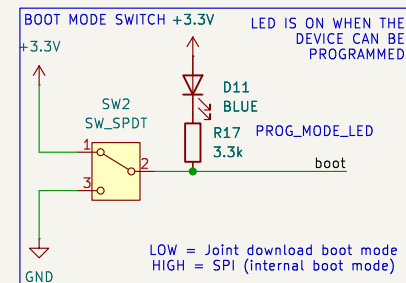 BOOT MODE SWITCH
+3.3V
LED IS ON WHEN THE
DEVICE CAN BE
PROGRAMMED
+3.3V
D11
BLUE
SW2
SW_SPDT
R17
3.3k
PROG_MODE_LED
1
2
3
boot
LOW = Joint download boot mode
HIGH = SPI (internal boot mode)
GND